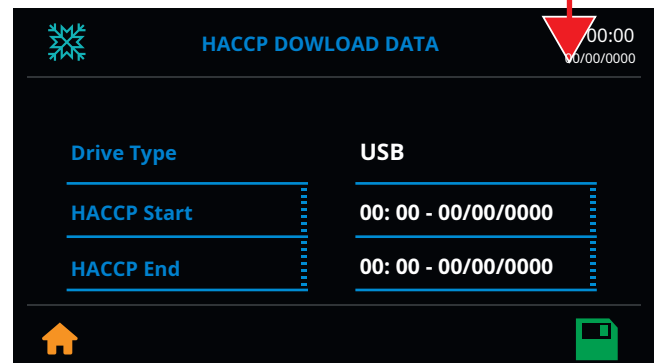 HACCP DOWLOAD DATA
00:00
00/00/0000
Drive Type USB
HACCP Start 00: 00 - 00/00/0000
HACCP End 00: 00 - 00/00/0000